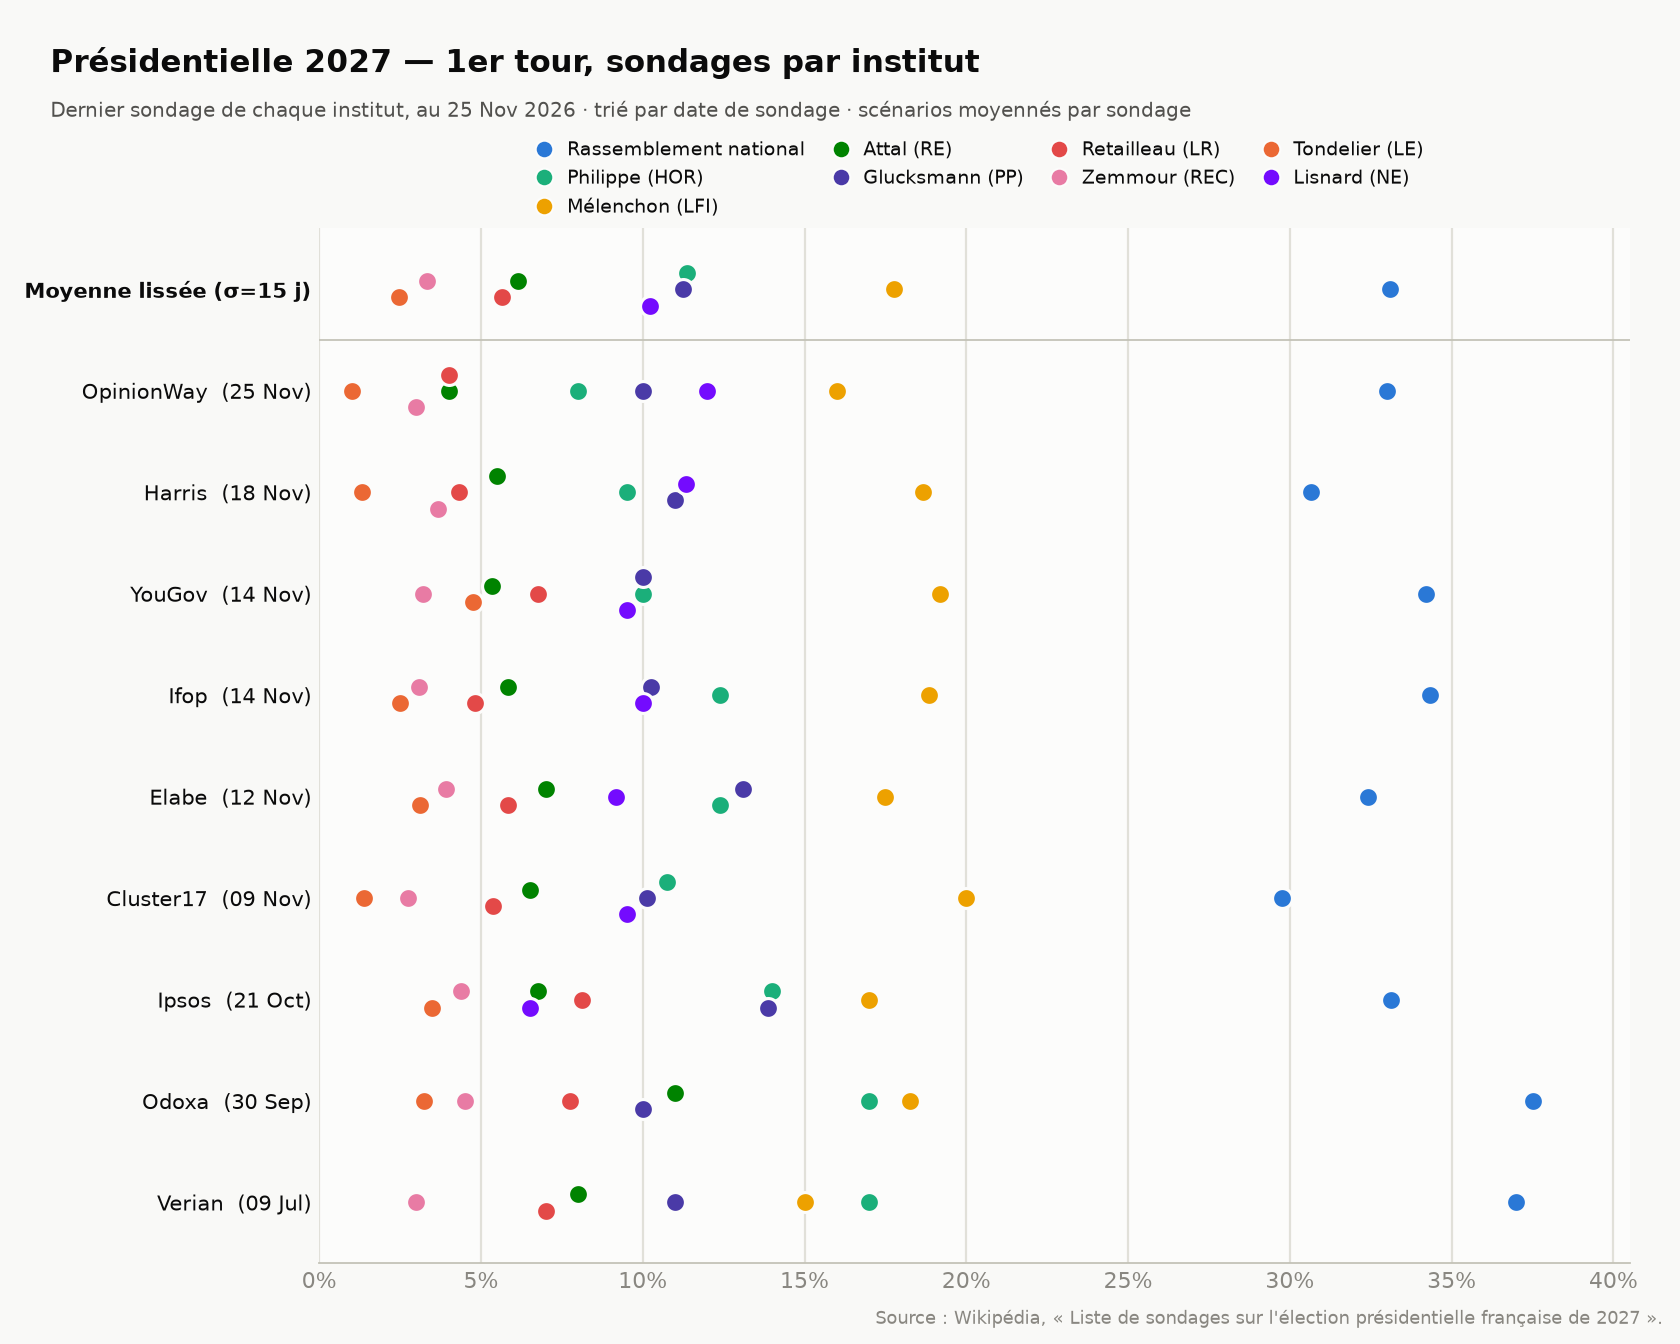 Présidentielle 2027 — 1er tour, sondages par institut
Dernier sondage de chaque institut, au 25 Nov 2026 · trié par date de sondage · scénarios moyennés par sondage
Rassemblement national
Attal (RE)
Retailleau (LR)
Tondelier (LE)
Philippe (HOR)
Glucksmann (PP)
Zemmour (REC)
Lisnard (NE)
Mélenchon (LFI)
Moyenne lissée (σ=15 j)
OpinionWay (25 Nov)
Harris (18 Nov)
YouGov (14 Nov)
Ifop (14 Nov)
Elabe (12 Nov)
Cluster17 (09 Nov)
Ipsos (21 Oct)
Odoxa (30 Sep)
Verian (09 Jul)
0% 5% 10% 15% 20% 25% 30% 35% 40%
Source : Wikipédia, « Liste de sondages sur l'élection présidentielle française de 2027 ».